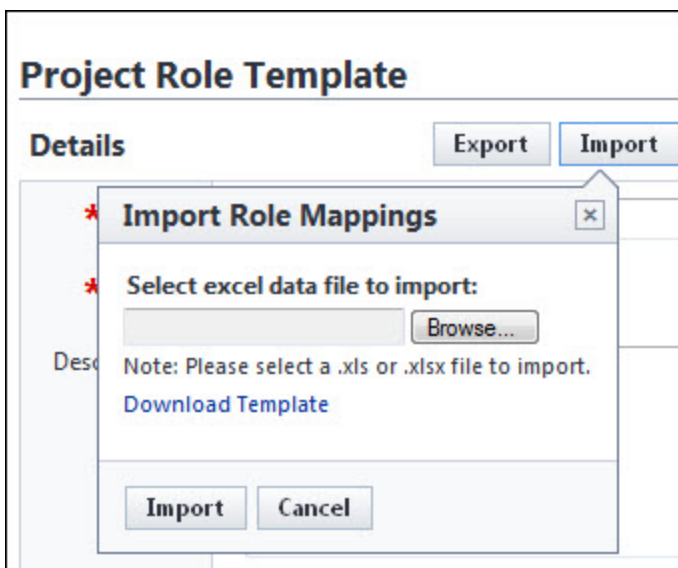 Project Role Template
Details
Export
Import
*
Import Role Mappings
*
Select excel data file to import:
Browse...
Desc
Note: Please select a .xls or .xlsx file to import.
Download Template
Import
Cancel